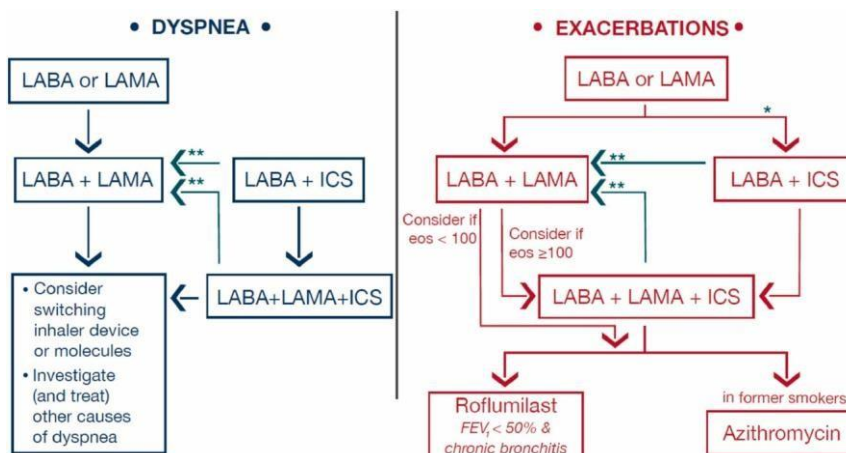 • DYSPNEA •
LABA or LAMA
**
LABA + LAMA
**
LABA + ICS
LABA+LAMA+ICS
• Consider
switching
inhaler device
or molecules
• Investigate
(and treat)
other causes
of dyspnea
• EXACERBATIONS •
LABA or LAMA
*
**
LABA + LAMA
**
LABA + ICS
Consider if
eos < 100
Consider if
eos ≥100
LABA + LAMA + ICS
Roflumilast
FEV₁ < 50% &
chronic bronchitis
in former smokers
Azithromycin